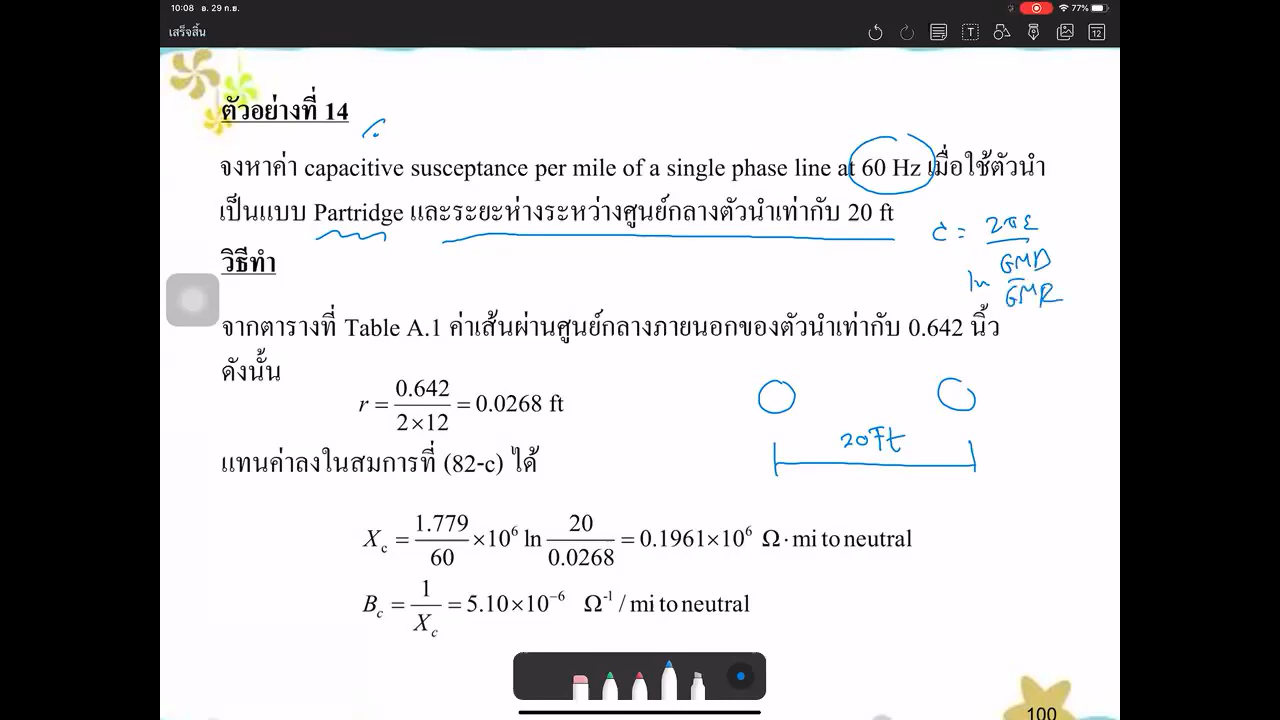 10:08 อ. 29 ก.ย.
77%
เสร็จสิ้น
T
12
ตัวอย่างที่ 14
จงหาค่า capacitive susceptance per mile of a single phase line at 60 Hz เมื่อใช้ตัวนำ
เป็นแบบ Partridge และระยะห่างระหว่างศูนย์กลางตัวนำเท่ากับ 20 ft
C = 2πε / ln GMD / GMR
วิธีทำ
จากตารางที่ Table A.1 ค่าเส้นผ่านศูนย์กลางภายนอกของตัวนำเท่ากับ 0.642 นิ้ว
ดังนั้น
r = 0.642 / 2×12 = 0.0268 ft
20 Ft
แทนค่าลงในสมการที่ (82-c) ได้
Xc = 1.779 / 60 ×10⁶ ln 20 / 0.0268 = 0.1961×10⁶ Ω·mi to neutral
Bc = 1 / Xc = 5.10×10⁻⁶ Ω⁻¹ / mi to neutral
100